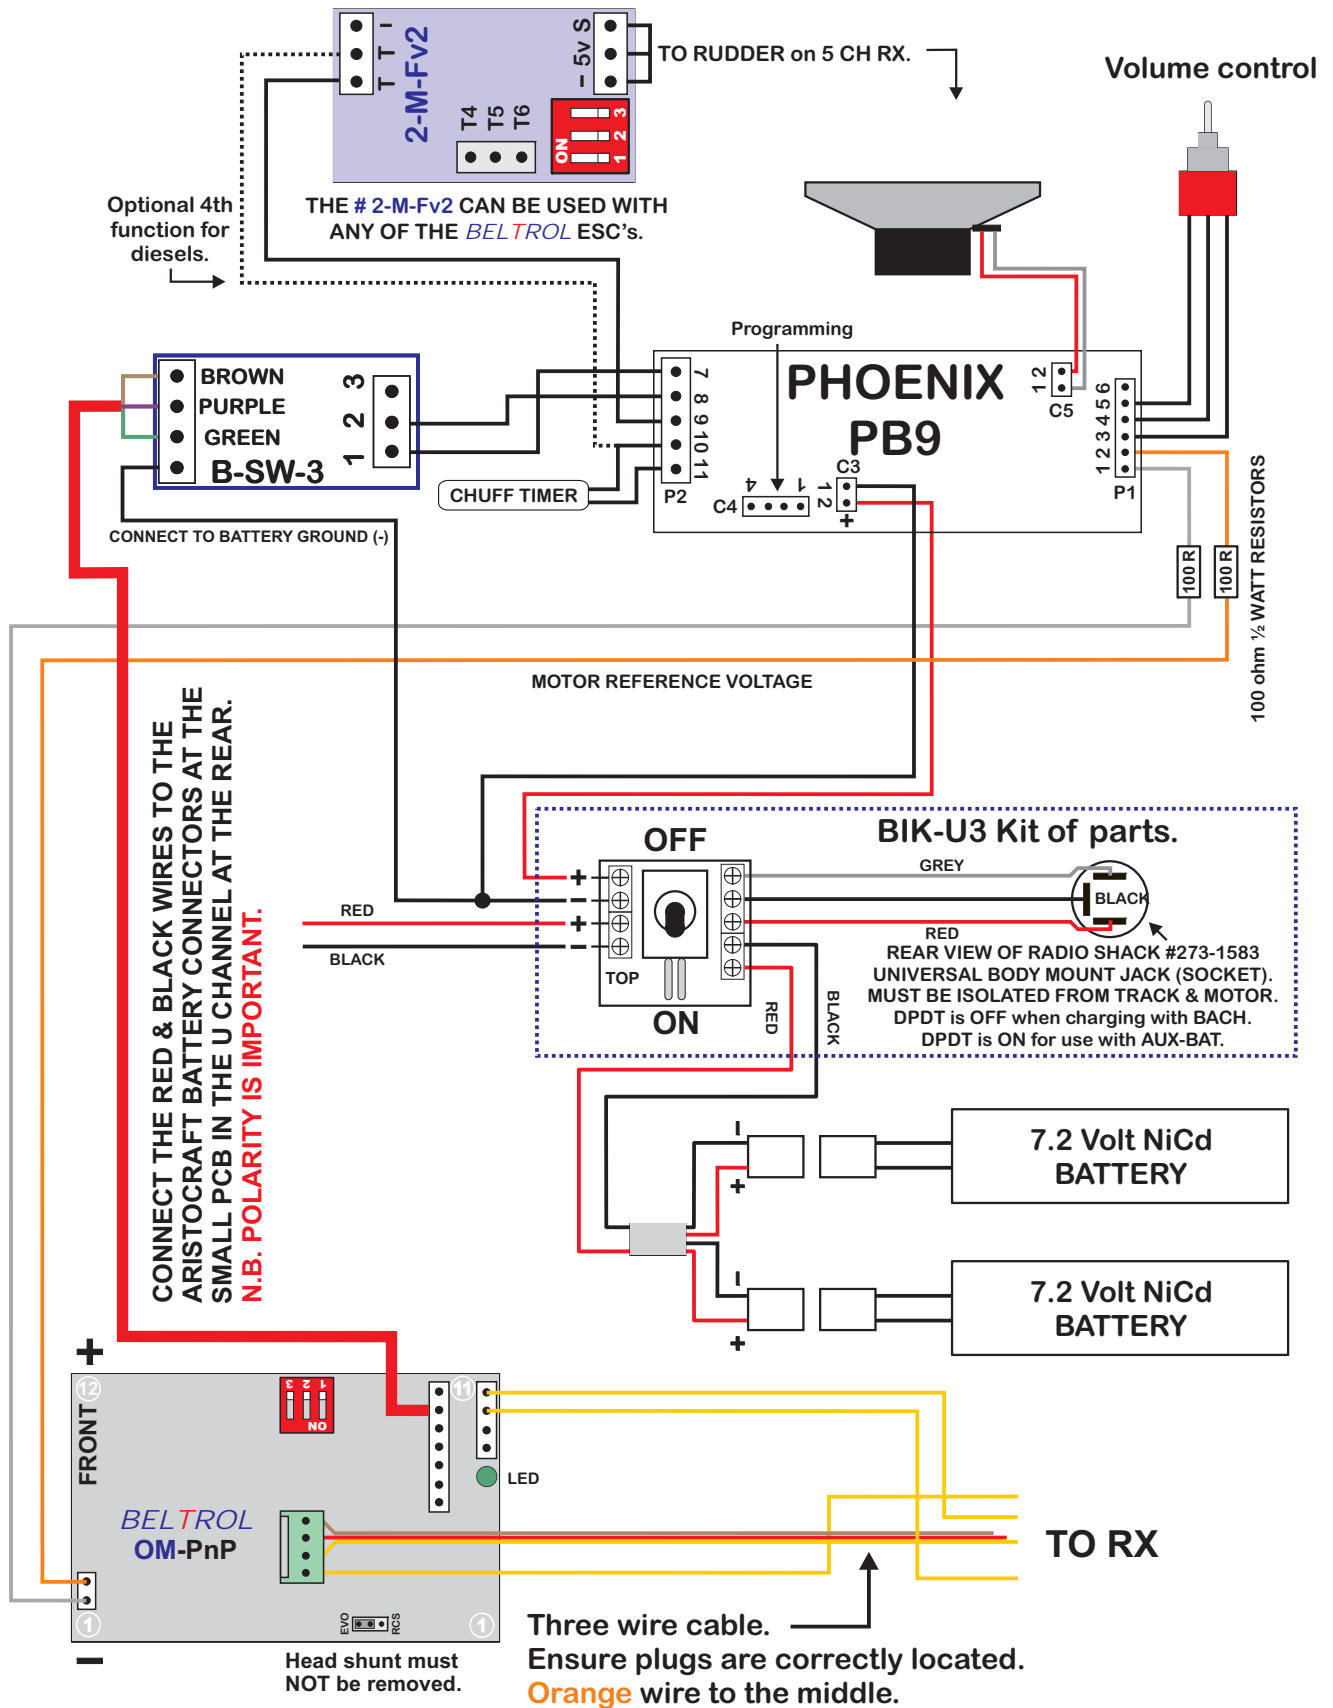 2-M-Fv2
T T I
– 5v S
T4 T5 T6
ON
1 2 3
TO RUDDER on 5 CH RX.
Volume control
THE # 2-M-Fv2 CAN BE USED WITH
ANY OF THE BELTROL ESC's.
Optional 4th
function for
diesels.
Programming
BROWN
PURPLE
GREEN
B-SW-3
1 2 3
CONNECT TO BATTERY GROUND (-)
CHUFF TIMER
7 8 9 10 11
P2
PHOENIX
PB9
C4
4 1
C3
1 2
+
1 2
C5
1 2 3 4 5 6
P1
100 R
100 R
100 ohm ½ WATT RESISTORS
MOTOR REFERENCE VOLTAGE
CONNECT THE RED & BLACK WIRES TO THE
ARISTOCRAFT BATTERY CONNECTORS AT THE
SMALL PCB IN THE U CHANNEL AT THE REAR.
N.B. POLARITY IS IMPORTANT.
BIK-U3 Kit of parts.
OFF
+
–
+
–
RED
BLACK
TOP
ON
GREY
BLACK
RED
REAR VIEW OF RADIO SHACK #273-1583
UNIVERSAL BODY MOUNT JACK (SOCKET).
MUST BE ISOLATED FROM TRACK & MOTOR.
DPDT is OFF when charging with BACH.
DPDT is ON for use with AUX-BAT.
RED
BLACK
–
+
7.2 Volt NiCd
BATTERY
–
+
7.2 Volt NiCd
BATTERY
+
12
FRONT
1 2 3
ON
11
LED
BELTROL
OM-PnP
1
–
EVO
RCS
1
TO RX
Head shunt must
NOT be removed.
Three wire cable.
Ensure plugs are correctly located.
Orange wire to the middle.